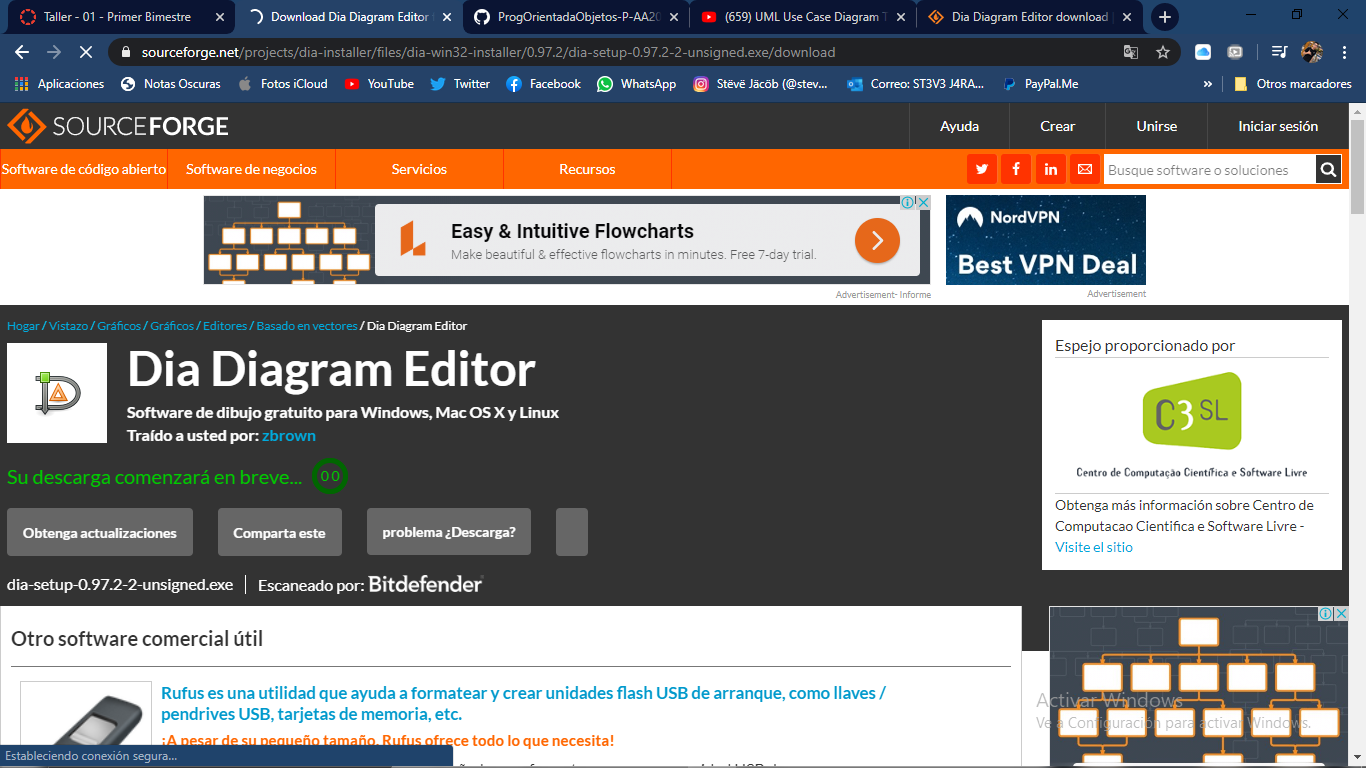 Taller - 01 - Primer Bimestre
Download Dia Diagram Editor
ProgOrientadaObjetos-P-AA20
(659) UML Use Case Diagram T
Dia Diagram Editor download
sourceforge.net/projects/dia-installer/files/dia-win32-installer/0.97.2/dia-setup-0.97.2-2-unsigned.exe/download
Aplicaciones
Notas Oscuras
Fotos iCloud
YouTube
Twitter
Facebook
WhatsApp
Stëvë Jäcöb (@stev...
Correo: ST3V3 J4RA...
PayPal.Me
»
Otros marcadores
SOURCEFORGE
Ayuda
Crear
Unirse
Iniciar sesión
Software de código abierto
Software de negocios
Servicios
Recursos
Busque software o soluciones
Easy & Intuitive Flowcharts
Make beautiful & effective flowcharts in minutes. Free 7-day trial.
Advertisement- Informe
NordVPN
Best VPN Deal
Advertisement
Hogar / Vistazo / Gráficos / Gráficos / Editores / Basado en vectores / Dia Diagram Editor
Dia Diagram Editor
Software de dibujo gratuito para Windows, Mac OS X y Linux
Traído a usted por: zbrown
Su descarga comenzará en breve... 00
Obtenga actualizaciones
Comparta este
problema ¿Descarga?
dia-setup-0.97.2-2-unsigned.exe
Escaneado por: Bitdefender
Espejo proporcionado por
C3SL
Centro de Computação Científica e Software Livre
Obtenga más información sobre Centro de
Computacao Cientifica e Software Livre -
Visite el sitio
Otro software comercial útil
Rufus es una utilidad que ayuda a formatear y crear unidades flash USB de arranque, como llaves /
pendrives USB, tarjetas de memoria, etc.
¡A pesar de su pequeño tamaño, Rufus ofrece todo lo que necesita!
Activar Windows
Ve a Configuración para activar Windows.
Estableciendo conexión segura...